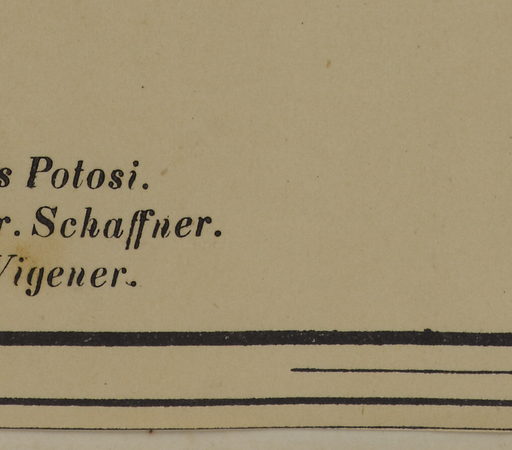 s Potosi.
r. Schaffner.
Vigener.